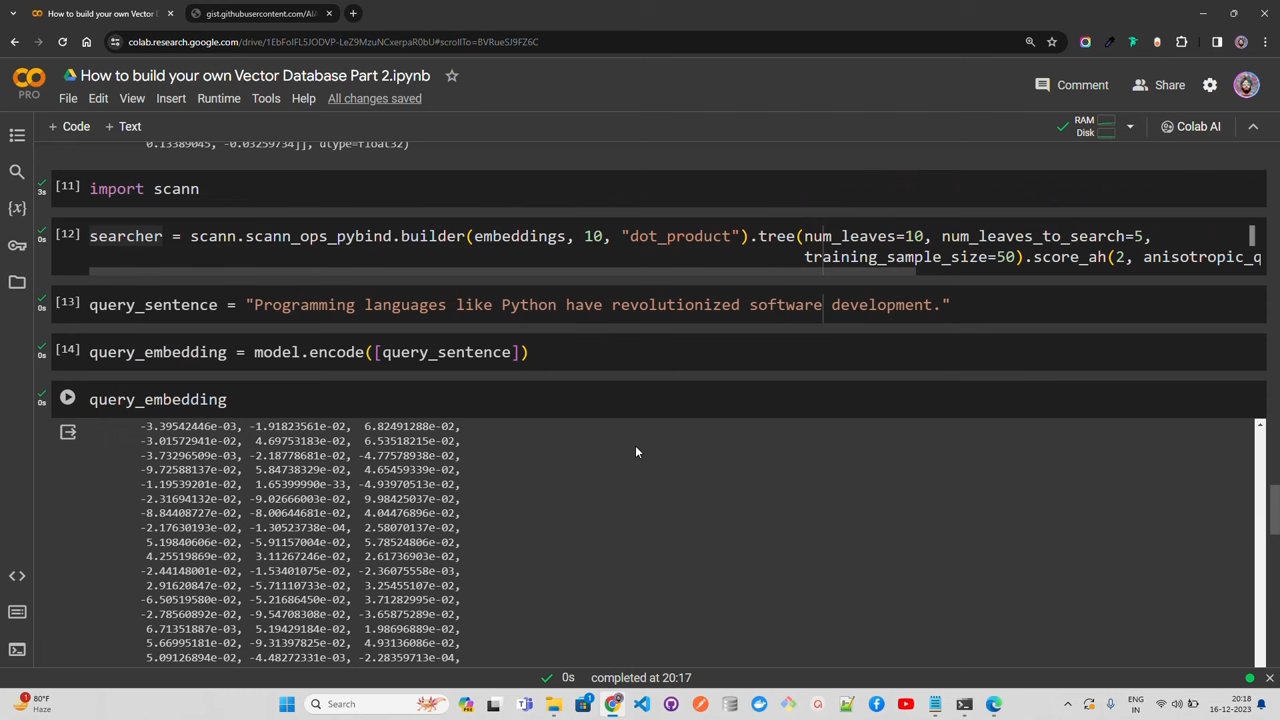 How to build your own Vector D
gist.githubusercontent.com/AIA
colab.research.google.com/drive/1EbFoIFL5JODVP-LeZ9MzuNCxerpaR0bU#scrollTo=BVRueSJ9FZ6C
How to build your own Vector Database Part 2.ipynb
PRO
File Edit View Insert Runtime Tools Help All changes saved
Comment Share
+ Code + Text
RAM
Disk
Colab AI
0.13389045, -0.03259734]], dtype=float32)
[11] import scann
3s
[12] searcher = scann.scann_ops_pybind.builder(embeddings, 10, "dot_product").tree(num_leaves=10, num_leaves_to_search=5,
0s
training_sample_size=50).score_ah(2, anisotropic_q
[13] query_sentence = "Programming languages like Python have revolutionized software development."
0s
[14] query_embedding = model.encode([query_sentence])
0s
query_embedding
0s
-3.39542446e-03, -1.91823561e-02, 6.82491288e-02,
-3.01572941e-02, 4.69753183e-02, 6.53518215e-02,
-3.73296509e-03, -2.18778681e-02, -4.77578938e-02,
-9.72588137e-02, 5.84738329e-02, 4.65459339e-02,
-1.19539201e-02, 1.65399990e-33, -4.93970513e-02,
-2.31694132e-02, -9.02666003e-02, 9.98425037e-02,
-8.84408727e-02, -8.00644681e-02, 4.04476896e-02,
-2.17630193e-02, -1.30523738e-04, 2.58070137e-02,
5.19840606e-02, -5.91157004e-02, 5.78524806e-02,
4.25519869e-02, 3.11267246e-02, 2.61736903e-02,
-2.44148001e-02, -1.53401075e-02, -2.36075558e-03,
2.91620847e-02, -5.71110733e-02, 3.25455107e-02,
-6.50519580e-02, -5.21686450e-02, 3.71282995e-02,
-2.78560892e-02, -9.54708308e-02, -3.65875289e-02,
6.71351887e-03, 5.19429184e-02, 1.98696889e-02,
5.66995181e-02, -9.31397825e-02, 4.93136086e-02,
5.09126894e-02, -4.48272331e-03, -2.28359713e-04,
0s completed at 20:17
80°F
Haze
Search
ENG
IN
20:18
16-12-2023